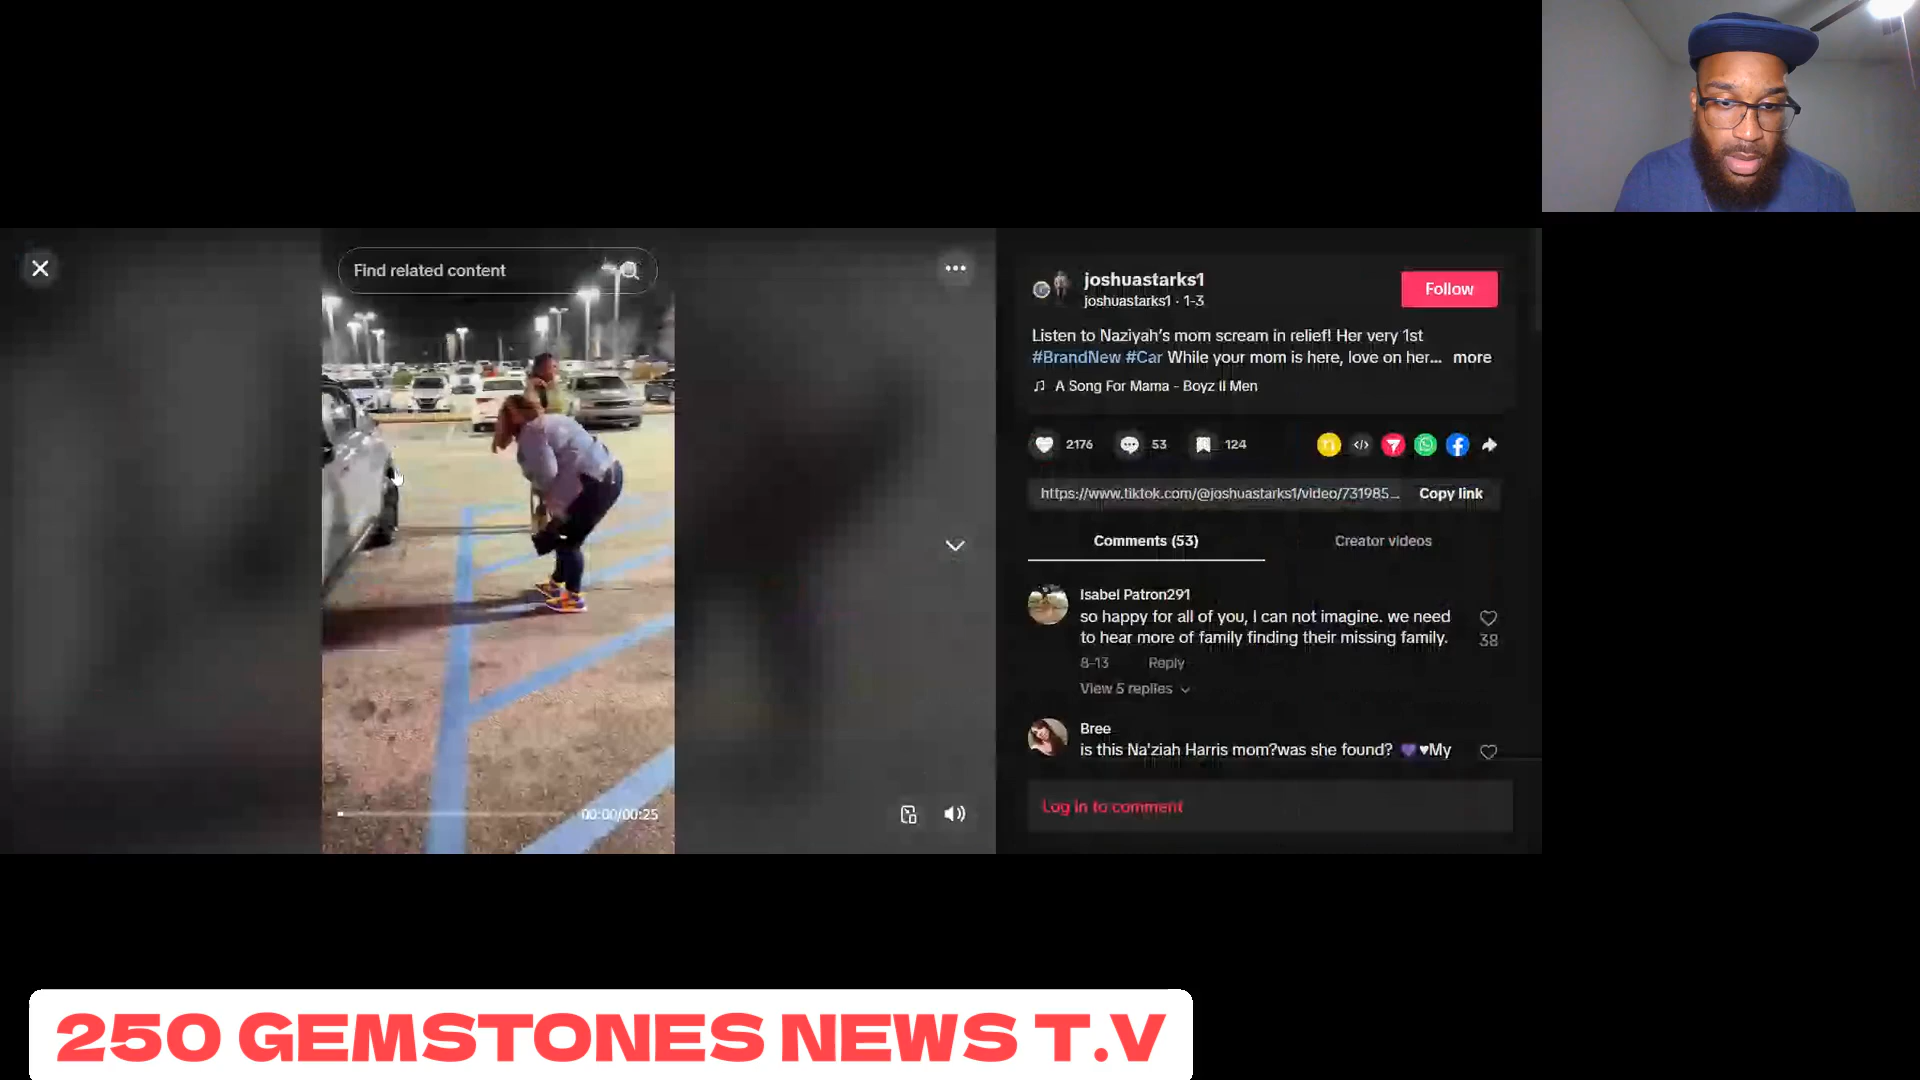 Find related content
joshuastarks1
joshuastarks1 · 1-3
Follow
Listen to Naziyah's mom scream in relief! Her very 1st
#BrandNew #Car While your mom is here, love on her... more
A Song For Mama - Boyz II Men
2176
53
124
https://www.tiktok.com/@joshuastarks1/video/731985...
Copy link
Comments (53)
Creator videos
Isabel Patron291
so happy for all of you, I can not imagine. we need
to hear more of family finding their missing family.
38
8-13 Reply
View 5 replies
Bree
is this Na'ziah Harris mom?was she found? 💜♥My
00:00/00:25
Log in to comment
250 GEMSTONES NEWS T.V